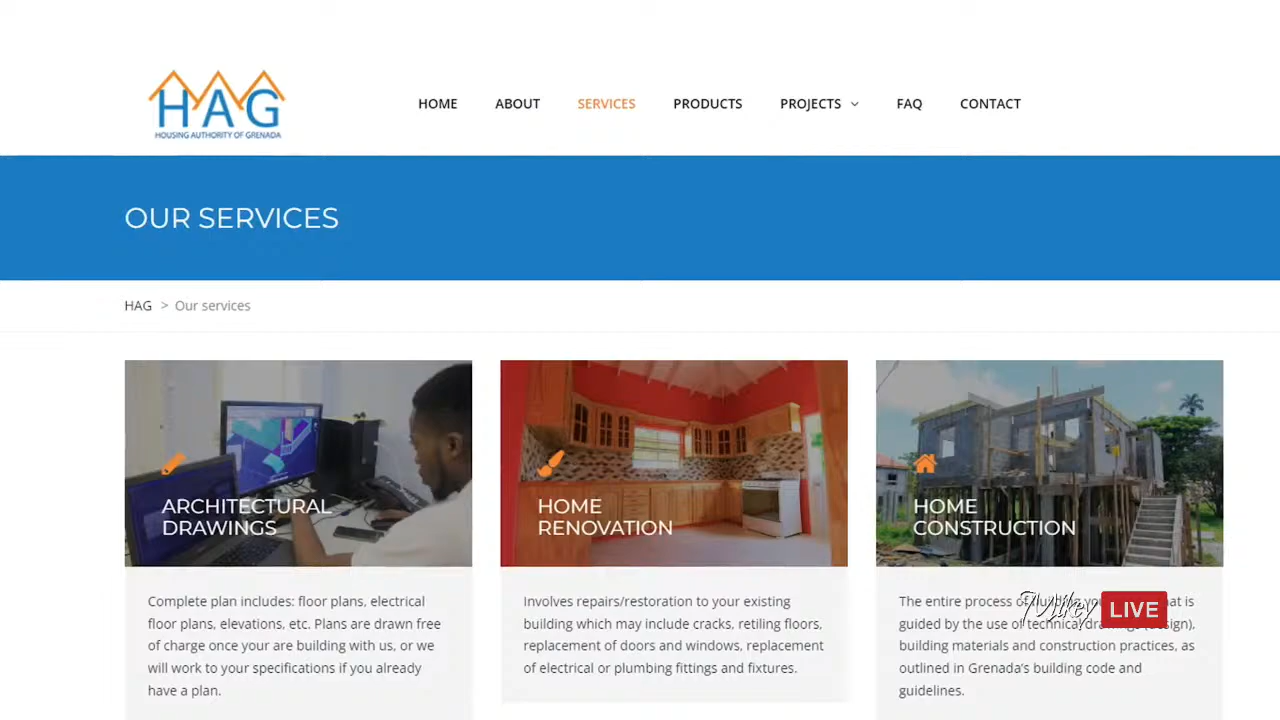 HAG
HOUSING AUTHORITY OF GRENADA
HOME ABOUT SERVICES PRODUCTS PROJECTS FAQ CONTACT
OUR SERVICES
HAG > Our services
ARCHITECTURAL
DRAWINGS
Complete plan includes: floor plans, electrical
floor plans, elevations, etc. Plans are drawn free
of charge once your are building with us, or we
will work to your specifications if you already
have a plan.
HOME
RENOVATION
Involves repairs/restoration to your existing
building which may include cracks, retiling floors,
replacement of doors and windows, replacement
of electrical or plumbing fittings and fixtures.
HOME
CONSTRUCTION
The entire process of that is
guided by the use of technical (design),
building materials and construction practices, as
outlined in Grenada's building code and
guidelines.
LIVE